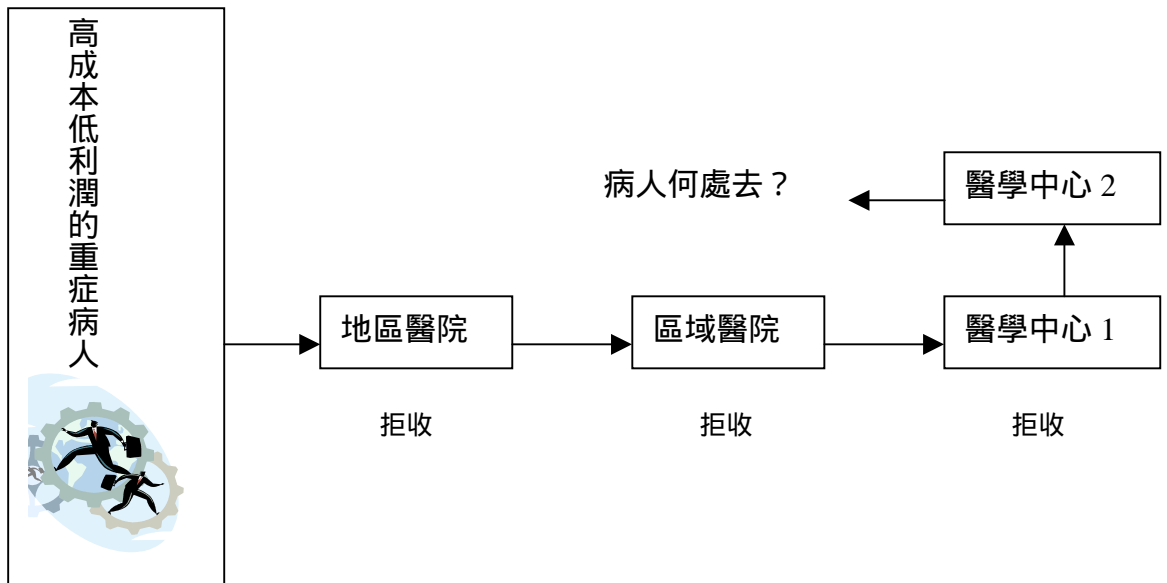 高成本低利潤的重症病人
病人何處去？
醫學中心 2
地區醫院
區域醫院
醫學中心 1
拒收
拒收
拒收